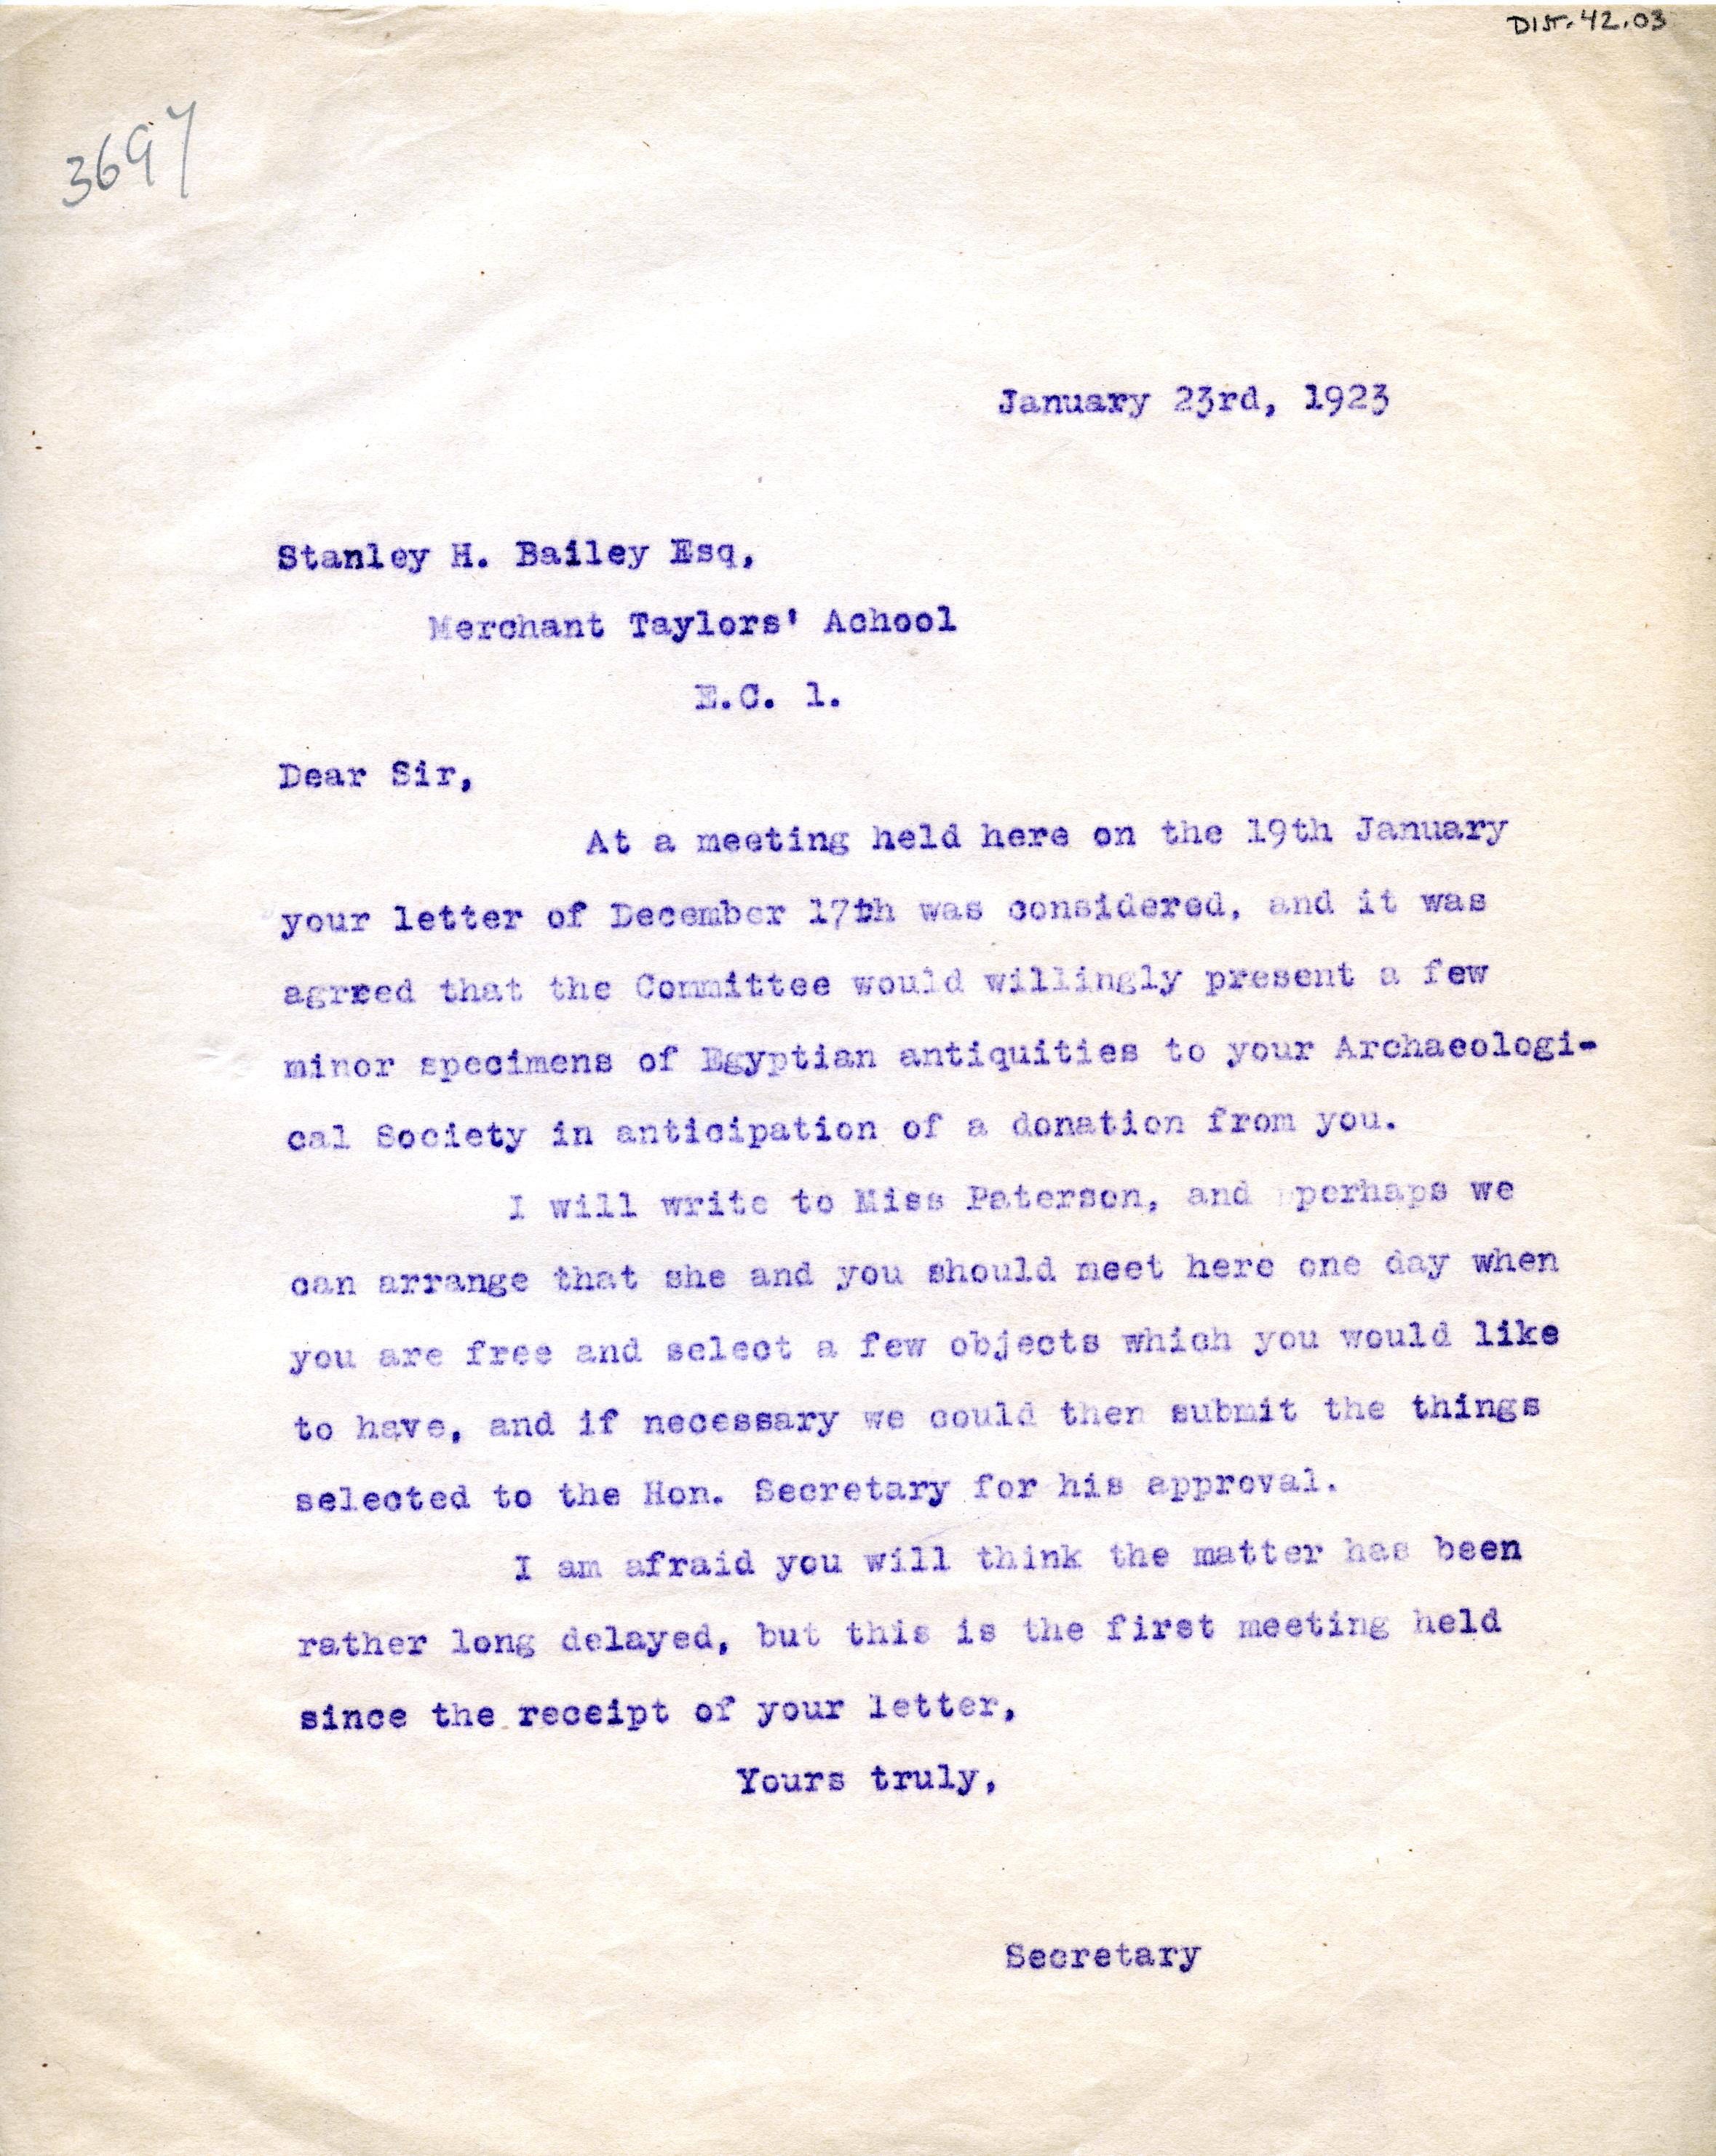 DIST.42.03
3697
January 23rd, 1923
Stanley H. Bailey Esq,
Merchant Taylors' Achool
E.C. 1.
Dear Sir,
At a meeting held here on the 19th January
your letter of December 17th was considered, and it was
agrred that the Committee would willingly present a few
minor specimens of Egyptian antiquities to your Archaeologi-
cal Society in anticipation of a donation from you.
I will write to Miss Paterson, and perhaps we
can arrange that she and you should meet here one day when
you are free and select a few objects which you would like
to have, and if necessary we could then submit the things
selected to the Hon. Secretary for his approval.
I am afraid you will think the matter has been
rather long delayed, but this is the first meeting held
since the receipt of your letter,
Yours truly,
Secretary